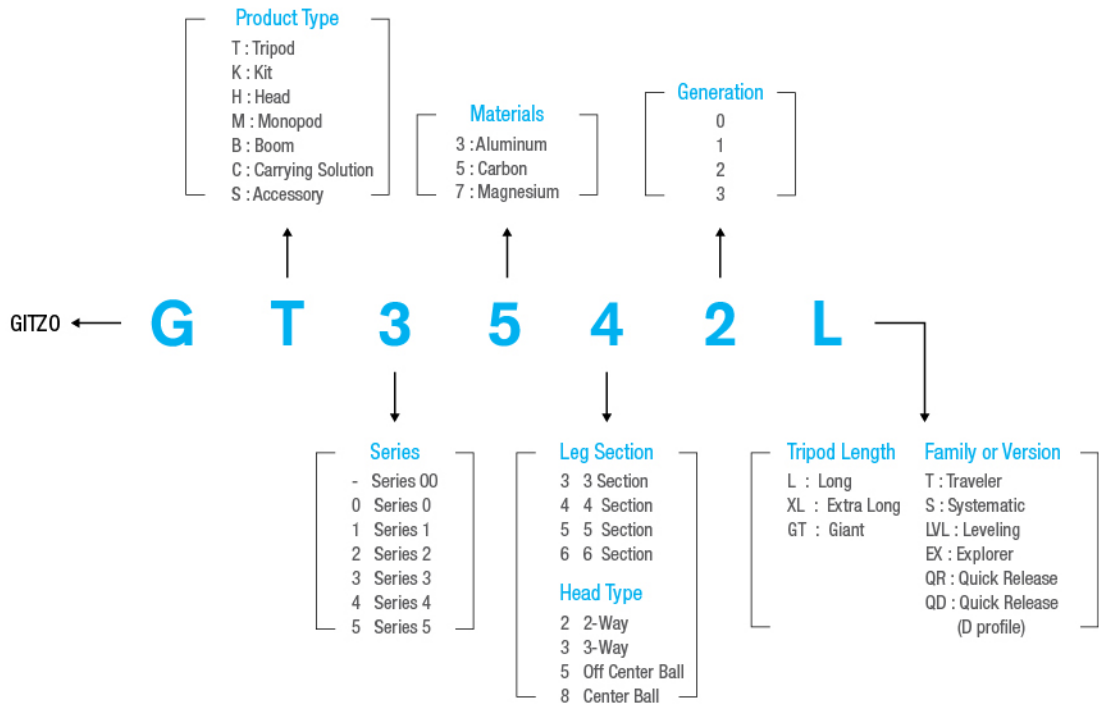 Product Type
T : Tripod
K : Kit
H : Head
M : Monopod
B : Boom
C : Carrying Solution
S : Accessory
Materials
3 : Aluminum
5 : Carbon
7 : Magnesium
Generation
0
1
2
3
GITZO
G T 3 5 4 2 L
Series
- Series 00
0 Series 0
1 Series 1
2 Series 2
3 Series 3
4 Series 4
5 Series 5
Leg Section
3 3 Section
4 4 Section
5 5 Section
6 6 Section
Head Type
2 2-Way
3 3-Way
5 Off Center Ball
8 Center Ball
Tripod Length
L : Long
XL : Extra Long
GT : Giant
Family or Version
T : Traveler
S : Systematic
LVL : Leveling
EX : Explorer
QR : Quick Release
QD : Quick Release
(D profile)